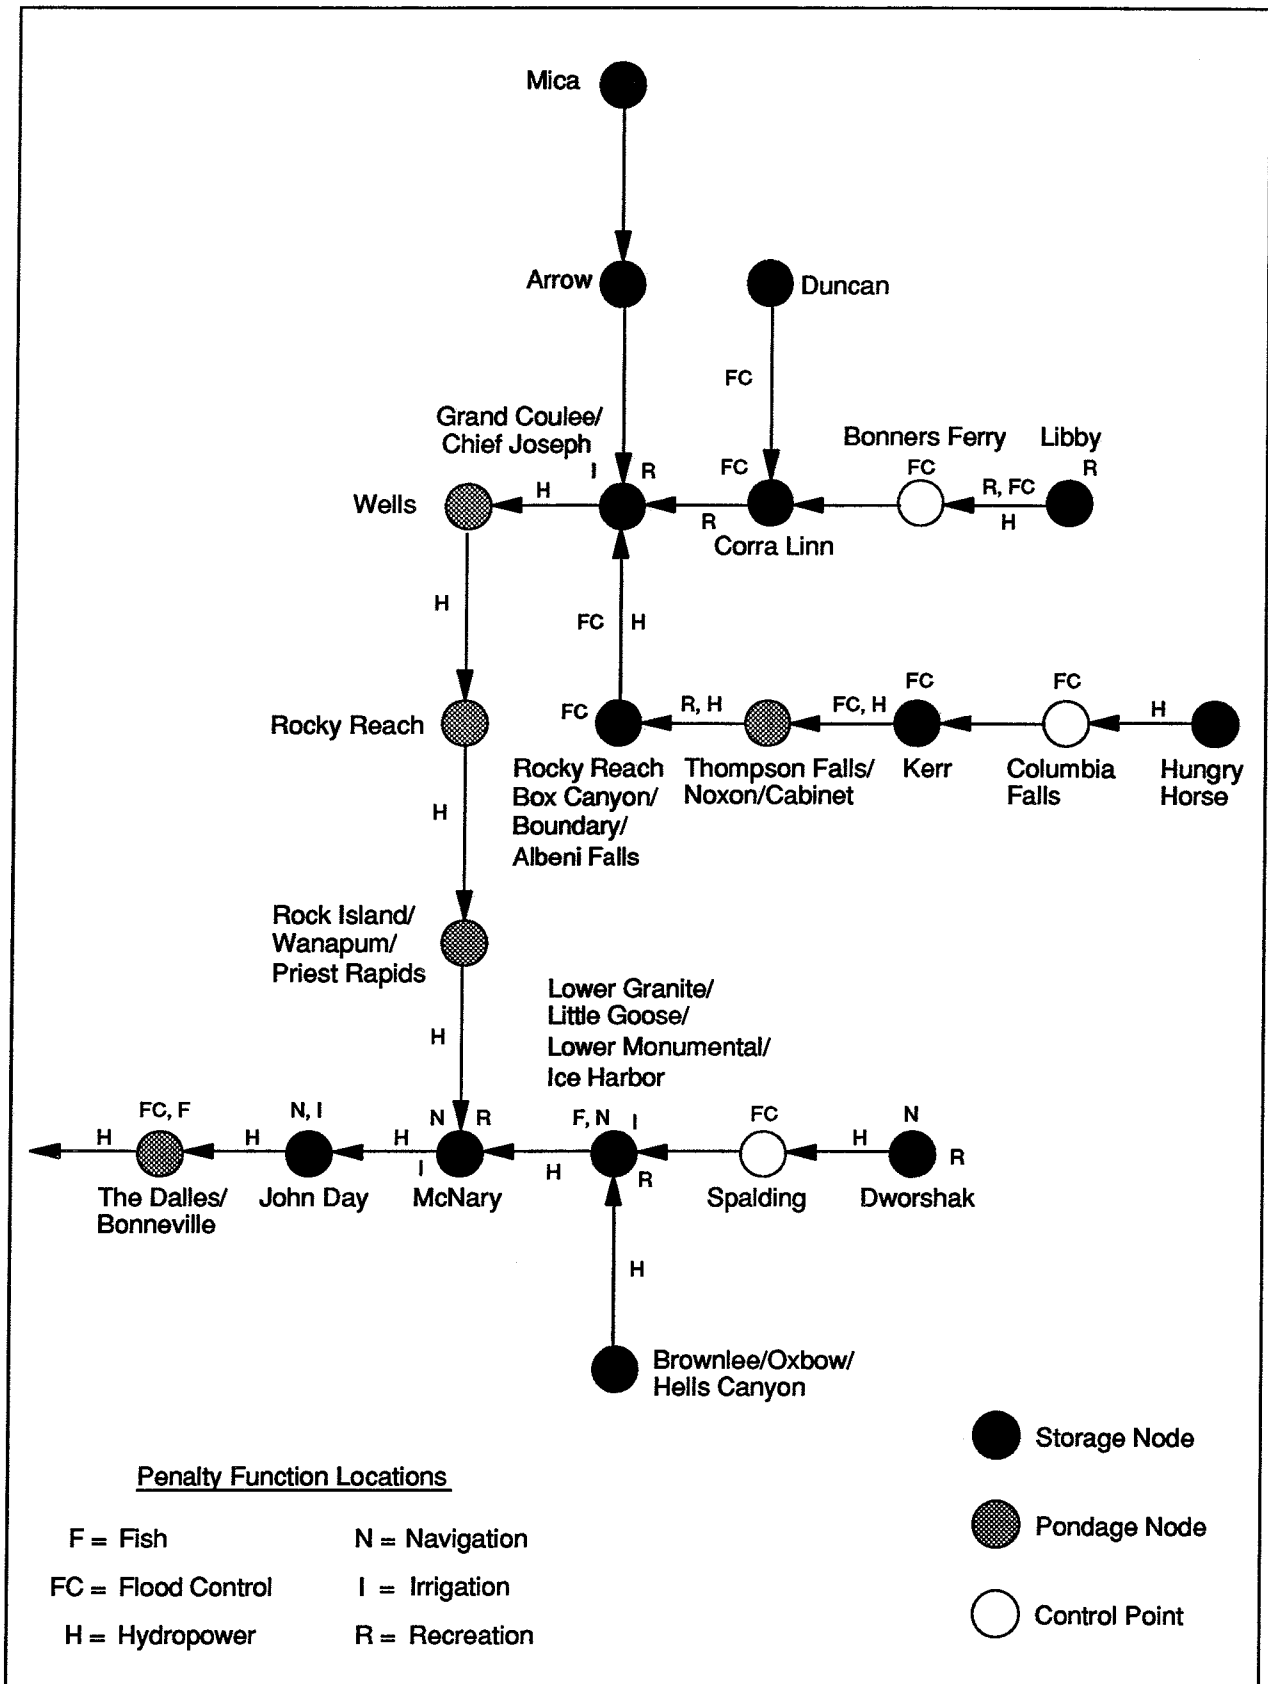 Mica
Arrow
Duncan
FC
Grand Coulee/
Chief Joseph
I
R
FC
Bonners Ferry
FC
Libby
R
R, FC
H
Wells
H
R
Corra Linn
H
FC
H
Rocky Reach
FC
R, H
FC, H
FC
FC
H
Rocky Reach
Box Canyon/
Boundary/
Albeni Falls
Thompson Falls/
Noxon/Cabinet
Kerr
Columbia
Falls
Hungry
Horse
H
Rock Island/
Wanapum/
Priest Rapids
H
Lower Granite/
Little Goose/
Lower Monumental/
Ice Harbor
H
FC, F
H
N, I
H
N
R
I
F, N
I
H
R
FC
H
N
R
The Dalles/
Bonneville
John Day
McNary
Spalding
Dworshak
H
Brownlee/Oxbow/
Hells Canyon
Storage Node
Pondage Node
Control Point
Penalty Function Locations
F = Fish
N = Navigation
FC = Flood Control
I = Irrigation
H = Hydropower
R = Recreation